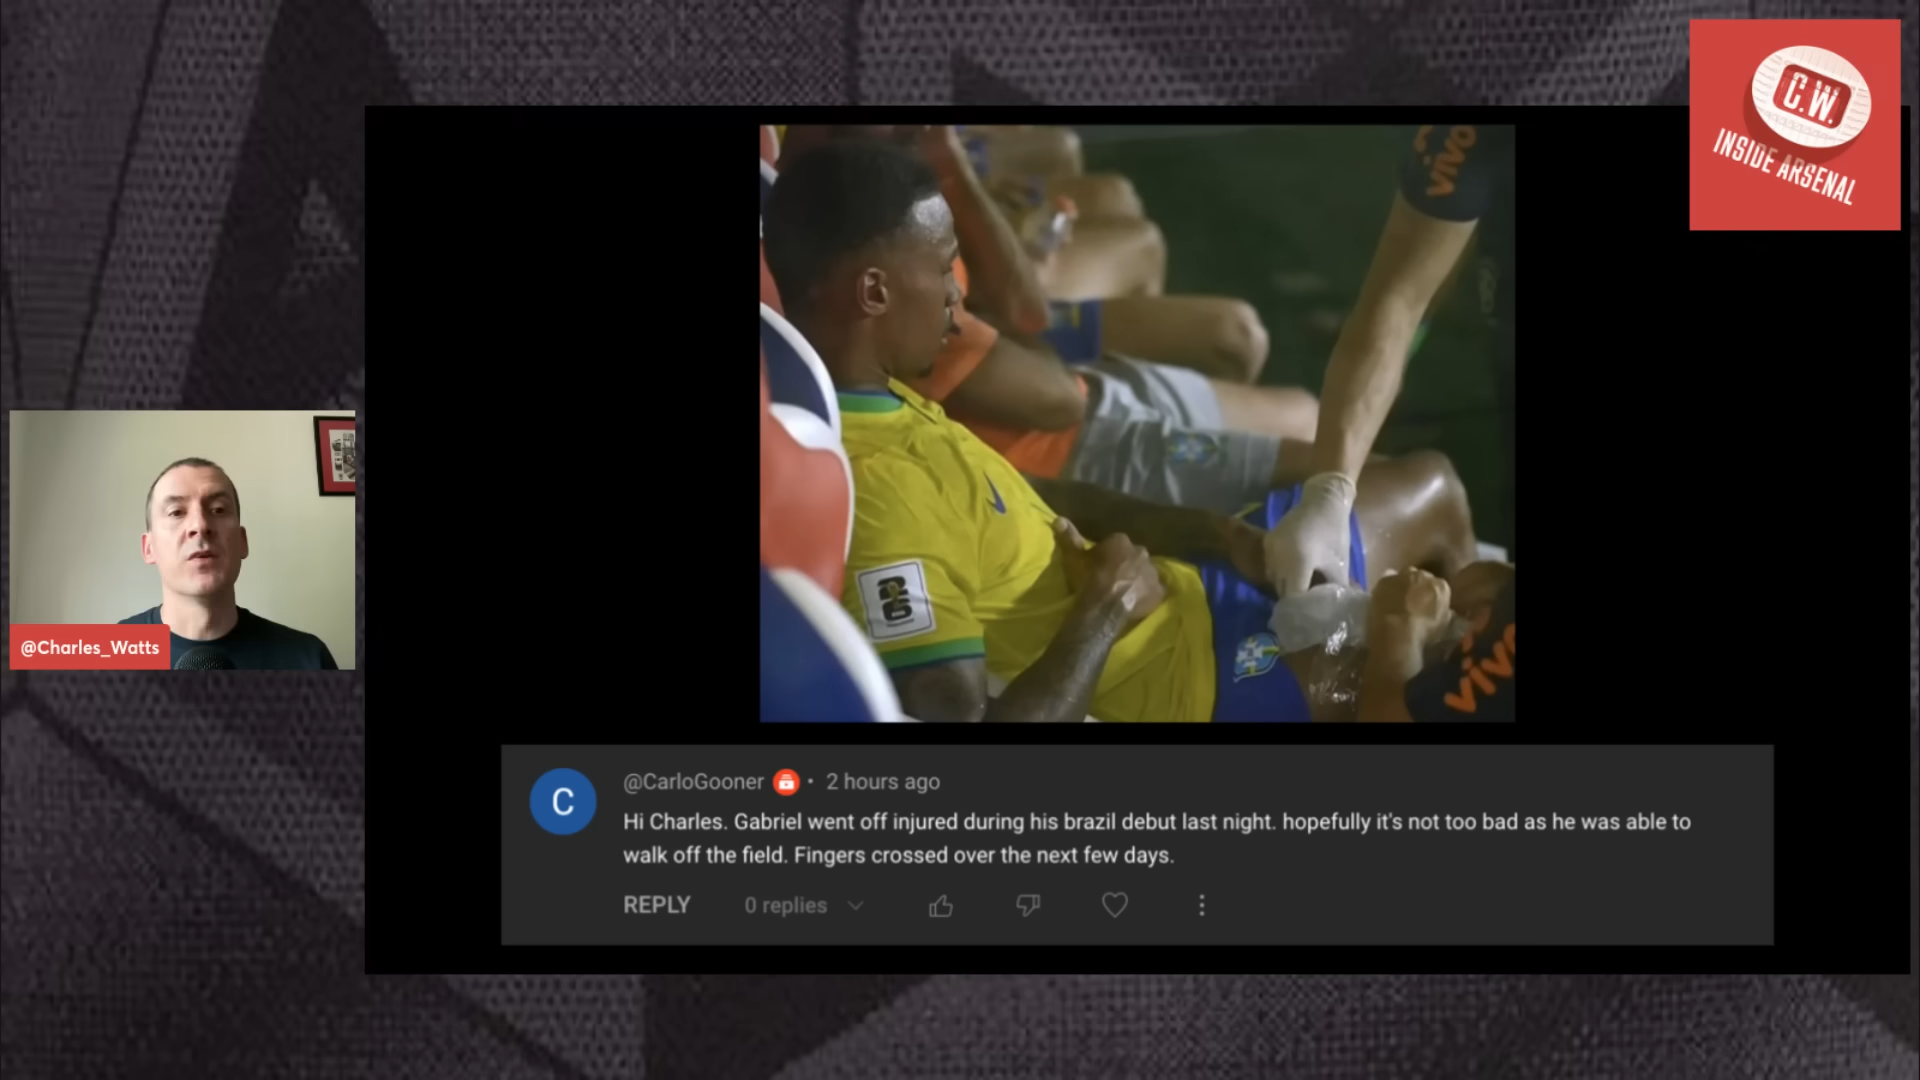 C.W.
INSIDE ARSENAL
vivo
26
vivo
@Charles_Watts
C
@CarloGooner • 2 hours ago
Hi Charles. Gabriel went off injured during his brazil debut last night. hopefully it's not too bad as he was able to
walk off the field. Fingers crossed over the next few days.
REPLY
0 replies